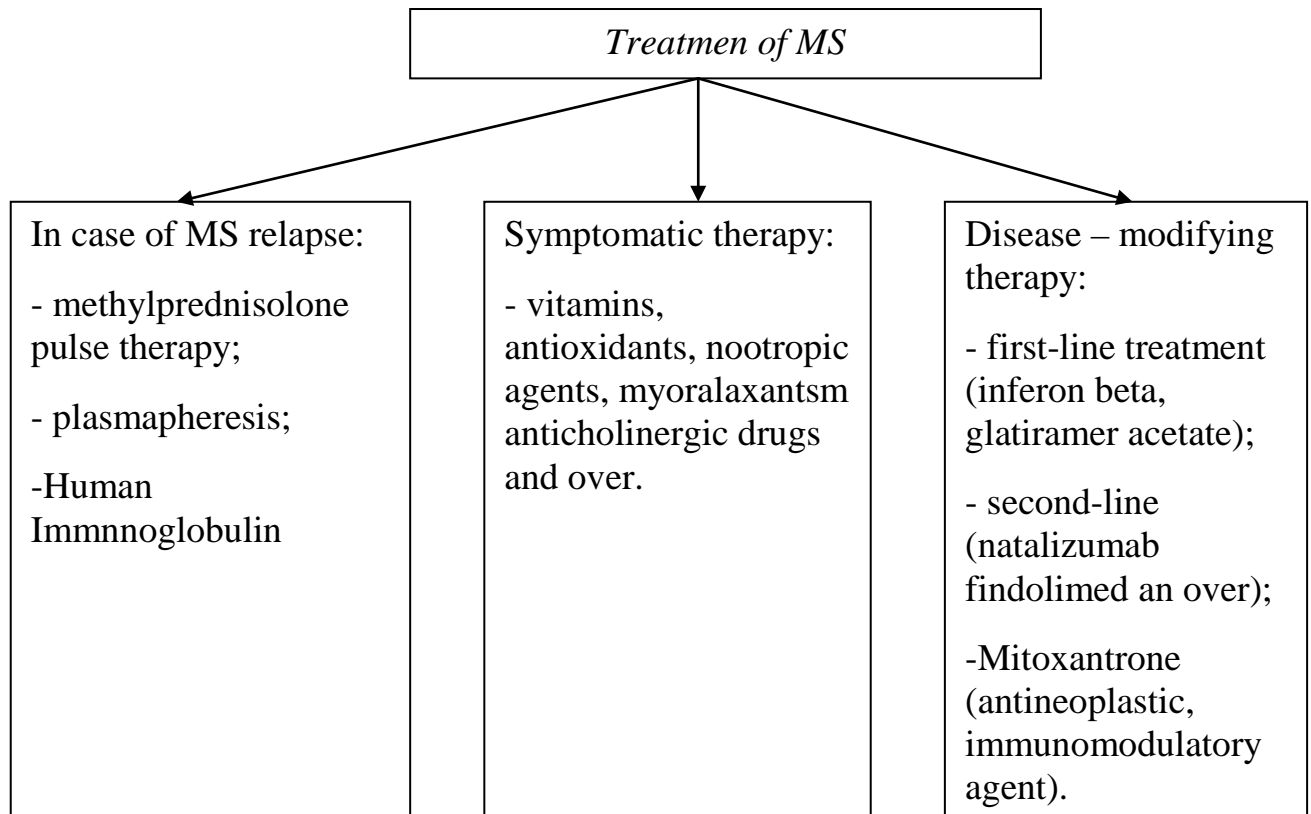 Treatmen of MS
In case of MS relapse:
- methylprednisolone
pulse therapy;
- plasmapheresis;
-Human
Immnnoglobulin
Symptomatic therapy:
- vitamins,
antioxidants, nootropic
agents, myoralaxantsm
anticholinergic drugs
and over.
Disease – modifying
therapy:
- first-line treatment
(inferon beta,
glatiramer acetate);
- second-line
(natalizumab
findolimed an over);
-Mitoxantrone
(antineoplastic,
immunomodulatory
agent).